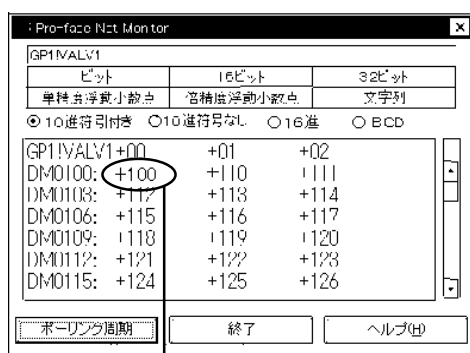 Pro-face Net Monitor
GP1!VALV1
ビット 16ビット 32ビット
単精度浮動小数点 倍精度浮動小数点 文字列
10進符号付き 10進符号なし 16進 BCD
GP1!VALV1+00 +01 +02
DM0100: +100 +110 +111
DM0103: +112 +113 +114
DM0106: +115 +116 +117
DM0109: +118 +119 +120
DM0112: +121 +122 +123
DM0115: +124 +125 +126
ポーリング周期 終了 ヘルプ(H)